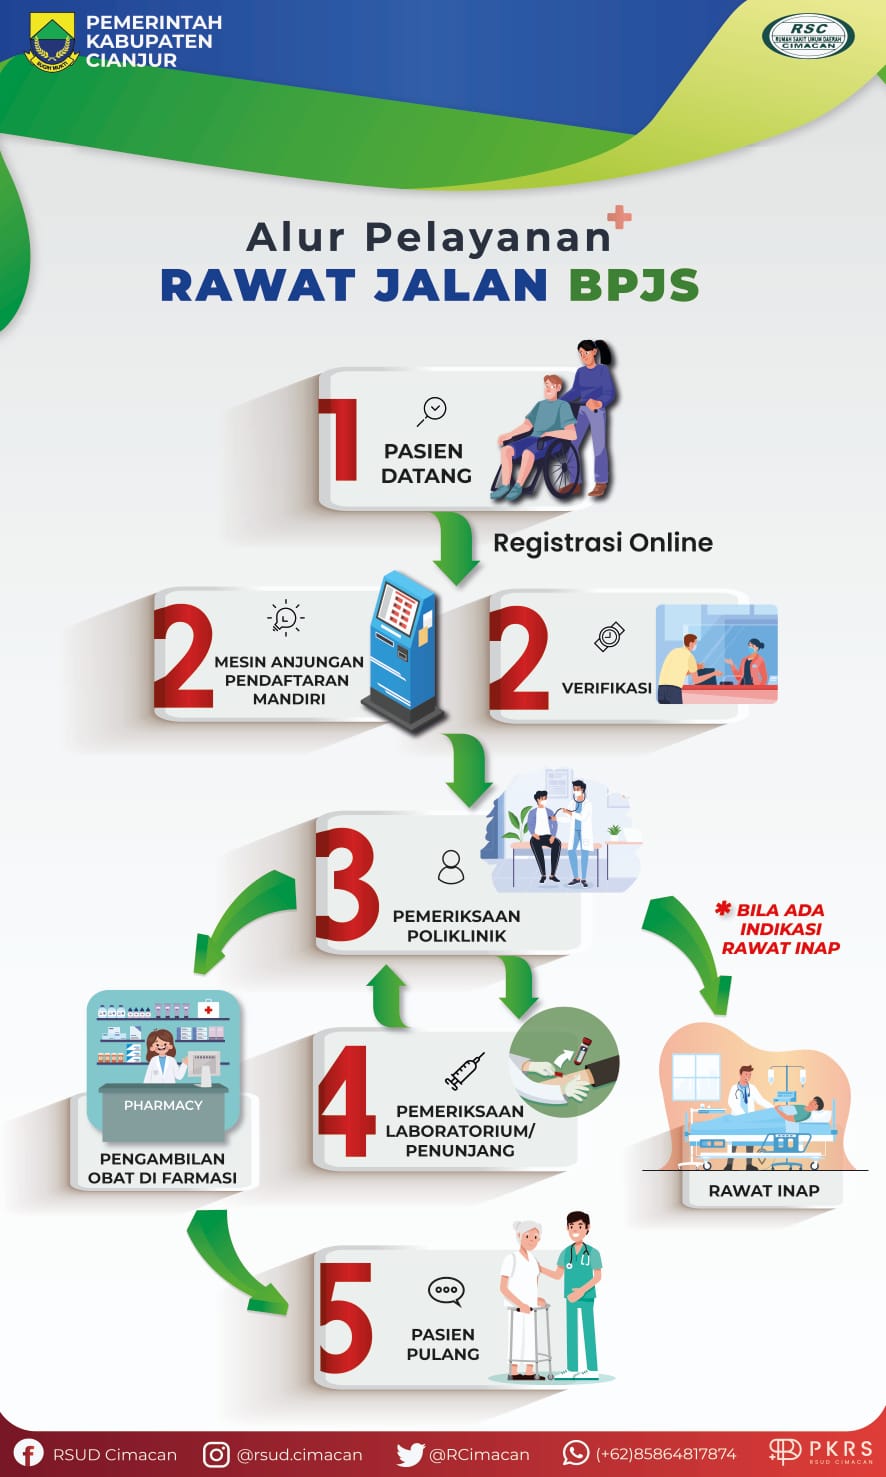 PEMERINTAH
KABUPATEN
CIANJUR
SUGIH MUKTI
RSC
RUMAH SAKIT UMUM DAERAH
CIMACAN
Alur Pelayanan
RAWAT JALAN BPJS
1
PASIEN
DATANG
Registrasi Online
2
MESIN ANJUNGAN
PENDAFTARAN
MANDIRI
2
VERIFIKASI
3
PEMERIKSAAN
POLIKLINIK
* BILA ADA
INDIKASI
RAWAT INAP
PHARMACY
PENGAMBILAN
OBAT DI FARMASI
4
PEMERIKSAAN
LABORATORIUM/
PENUNJANG
RAWAT INAP
5
PASIEN
PULANG
RSUD Cimacan
@rsud.cimacan
@RCimacan
(+62)85864817874
PKRS
RSUD CIMACAN